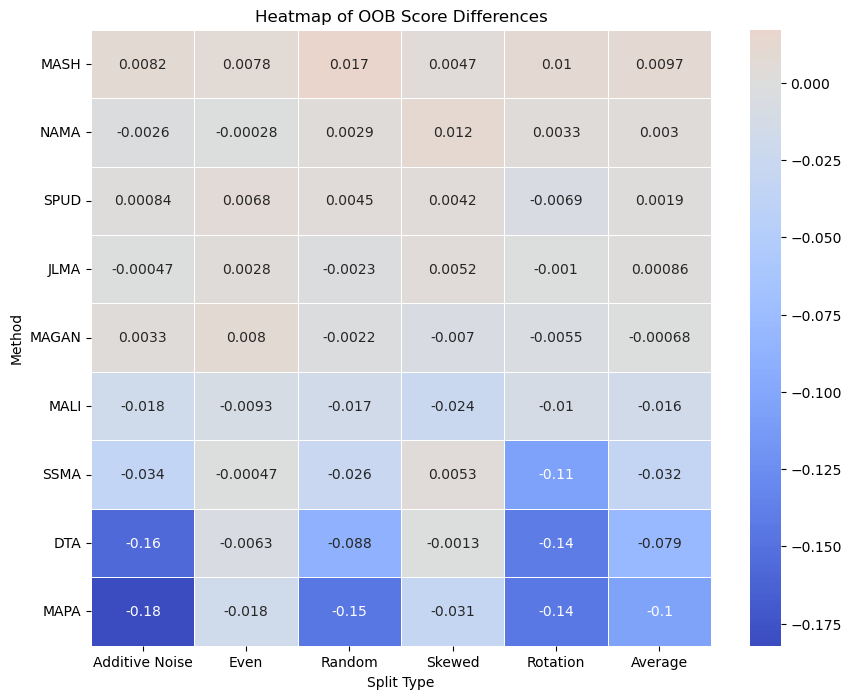 Heatmap of OOB Score Differences
MASH 0.0082 0.0078 0.017 0.0047 0.01 0.0097
NAMA -0.0026 -0.00028 0.0029 0.012 0.0033 0.003
SPUD 0.00084 0.0068 0.0045 0.0042 -0.0069 0.0019
JLMA -0.00047 0.0028 -0.0023 0.0052 -0.001 0.00086
MAGAN 0.0033 0.008 -0.0022 -0.007 -0.0055 -0.00068
MALI -0.018 -0.0093 -0.017 -0.024 -0.01 -0.016
SSMA -0.034 -0.00047 -0.026 0.0053 -0.11 -0.032
DTA -0.16 -0.0063 -0.088 -0.0013 -0.14 -0.079
MAPA -0.18 -0.018 -0.15 -0.031 -0.14 -0.1
Additive Noise Even Random Skewed Rotation Average
Split Type
Method
0.000
−0.025
−0.050
−0.075
−0.100
−0.125
−0.150
−0.175